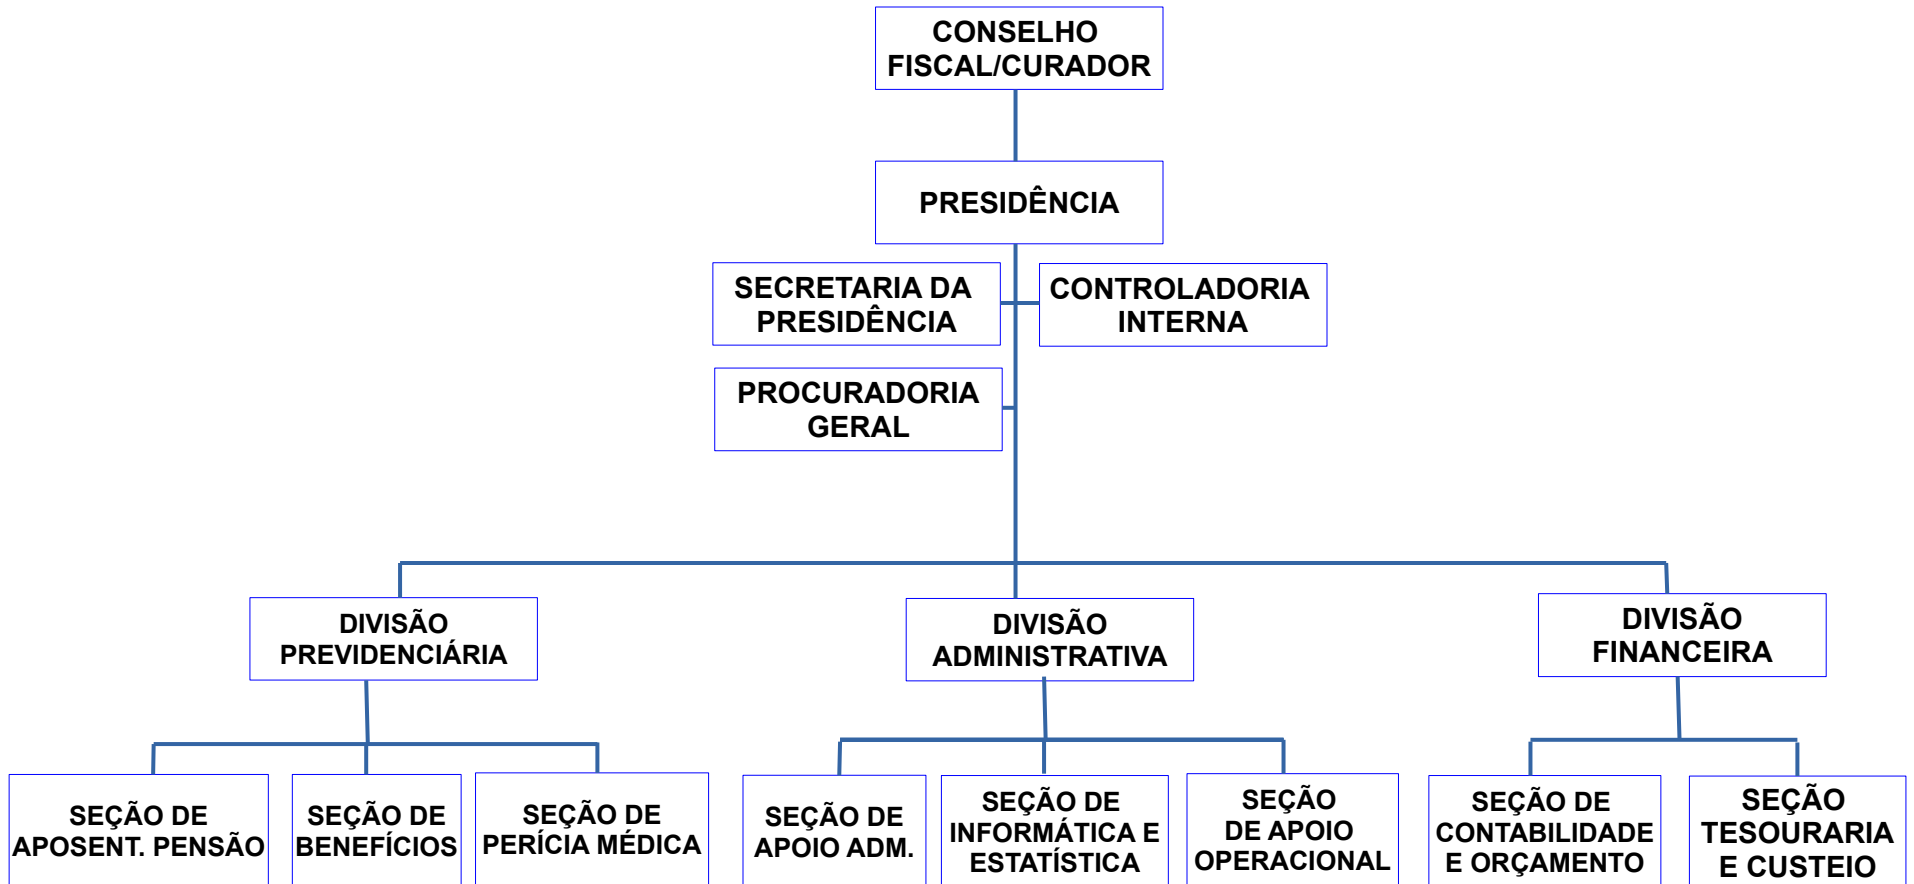 CONSELHO
FISCAL/CURADOR
PRESIDÊNCIA
SECRETARIA DA
PRESIDÊNCIA
CONTROLADORIA
INTERNA
PROCURADORIA
GERAL
DIVISÃO
PREVIDENCIÁRIA
DIVISÃO
ADMINISTRATIVA
DIVISÃO
FINANCEIRA
SEÇÃO DE
APOSENT. PENSÃO
SEÇÃO DE
BENEFÍCIOS
SEÇÃO DE
PERÍCIA MÉDICA
SEÇÃO DE
APOIO ADM.
SEÇÃO DE
INFORMÁTICA E
ESTATÍSTICA
SEÇÃO
DE APOIO
OPERACIONAL
SEÇÃO DE
CONTABILIDADE
E ORÇAMENTO
SEÇÃO
TESOURARIA
E CUSTEIO